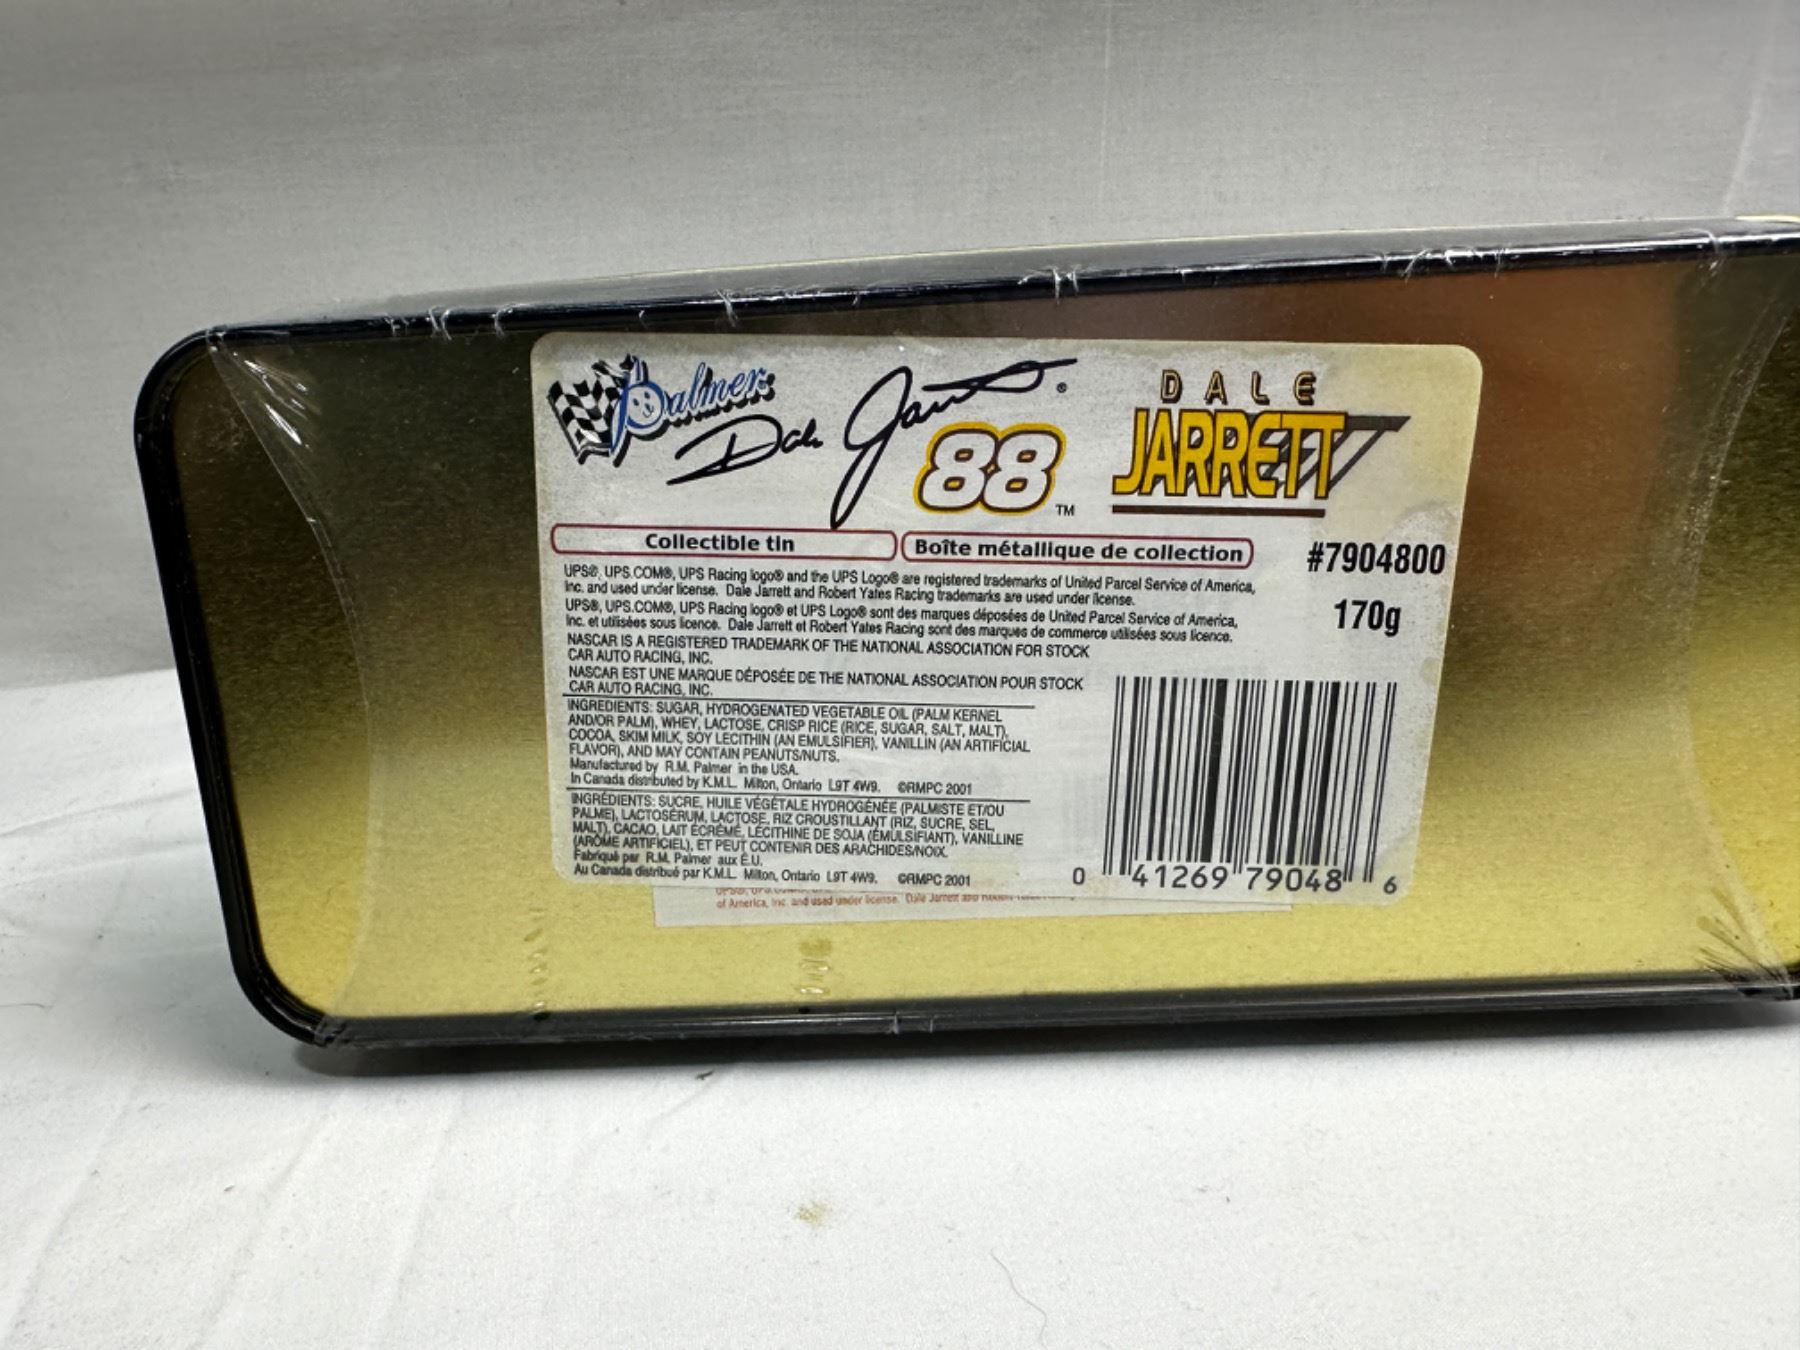 Palmer
Dale Jarrett ®
88 TM
DALE
JARRETT
Collectible tin
Boîte métallique de collection
#7904800
170g
UPS®, UPS.COM®, UPS Racing logo® and the UPS Logo® are registered trademarks of United Parcel Service of America,
Inc. and used under license. Dale Jarrett and Robert Yates Racing trademarks are used under license.
UPS®, UPS.COM®, UPS Racing logo® et UPS Logo® sont des marques déposées de United Parcel Service of America,
Inc. et utilisées sous licence. Dale Jarrett et Robert Yates Racing sont des marques de commerce utilisées sous licence.
NASCAR IS A REGISTERED TRADEMARK OF THE NATIONAL ASSOCIATION FOR STOCK
CAR AUTO RACING, INC.
NASCAR EST UNE MARQUE DÉPOSÉE DE THE NATIONAL ASSOCIATION POUR STOCK
CAR AUTO RACING, INC.
INGREDIENTS: SUGAR, HYDROGENATED VEGETABLE OIL (PALM KERNEL
AND/OR PALM), WHEY, LACTOSE, CRISP RICE (RICE, SUGAR, SALT, MALT),
COCOA, SKIM MILK, SOY LECITHIN (AN EMULSIFIER), VANILLIN (AN ARTIFICIAL
FLAVOR), AND MAY CONTAIN PEANUTS/NUTS.
Manufactured by R.M. Palmer in the USA.
In Canada distributed by K.M.L. Milton, Ontario L9T 4W9. ©RMPC 2001
INGRÉDIENTS: SUCRE, HUILE VÉGÉTALE HYDROGÉNÉE (PALMISTE ET/OU
PALME), LACTOSÉRUM, LACTOSE, RIZ CROUSTILLANT (RIZ, SUCRE, SEL,
MALT), CACAO, LAIT ÉCRÉMÉ, LÉCITHINE DE SOJA (ÉMULSIFIANT), VANILLINE
(ARÔME ARTIFICIEL), ET PEUT CONTENIR DES ARACHIDES/NOIX.
Fabriqué par R.M. Palmer aux É.U.
Au Canada distribué par K.M.L. Milton, Ontario L9T 4W9. ©RMPC 2001
0 41269 79048 6
of America, Inc. and used under license. Dale Jarrett and